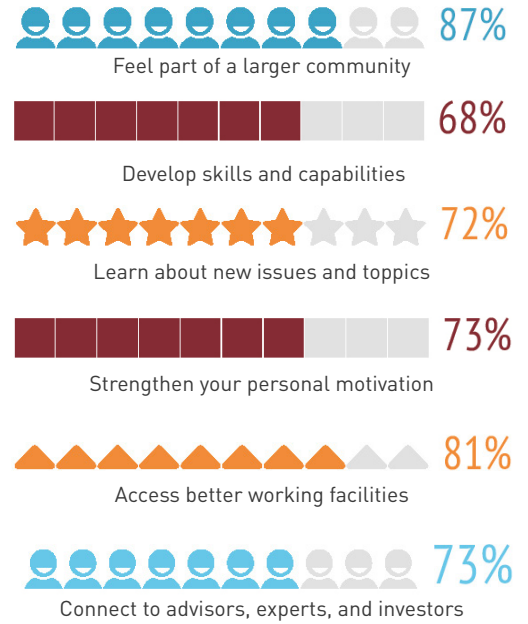 87%
Feel part of a larger community
68%
Develop skills and capabilities
72%
Learn about new issues and toppics
73%
Strengthen your personal motivation
81%
Access better working facilities
73%
Connect to advisors, experts, and investors